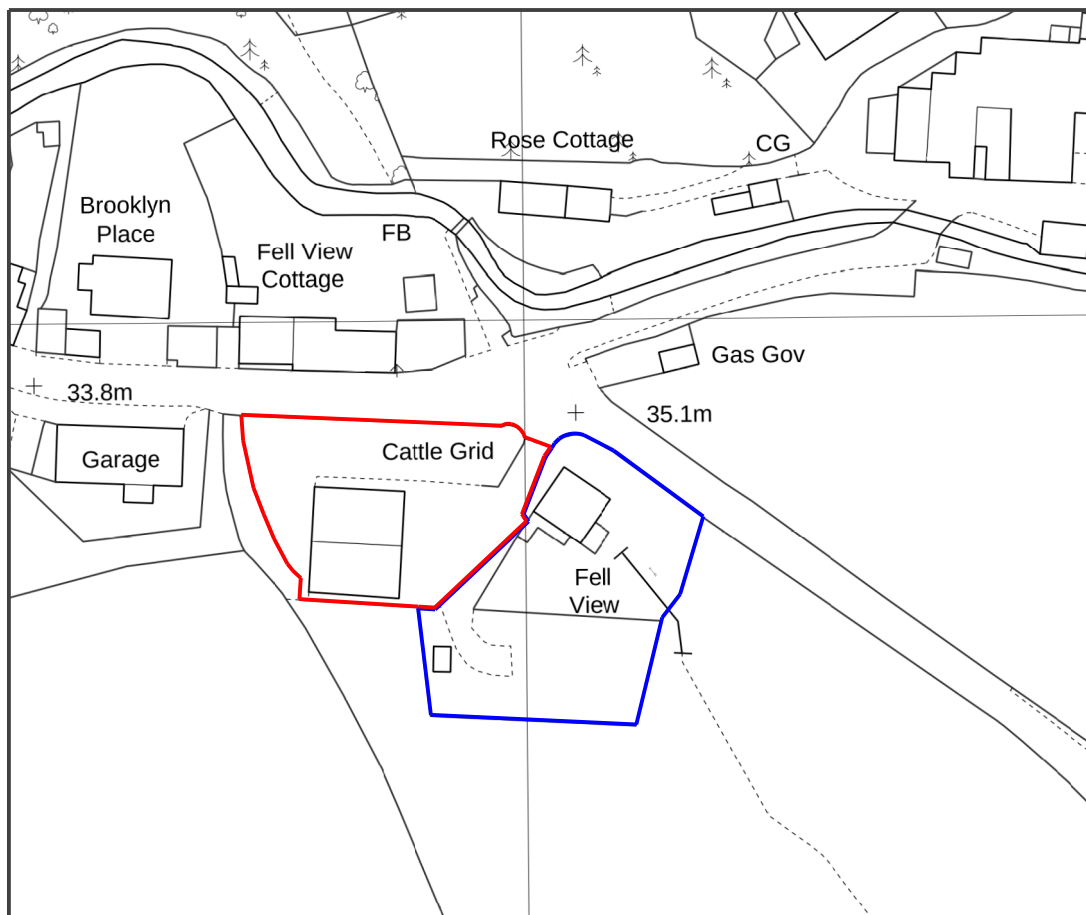 Rose Cottage
CG
Brooklyn
Place
FB
Fell View
Cottage
Gas Gov
33.8m
35.1m
Cattle Grid
Garage
Fell
View